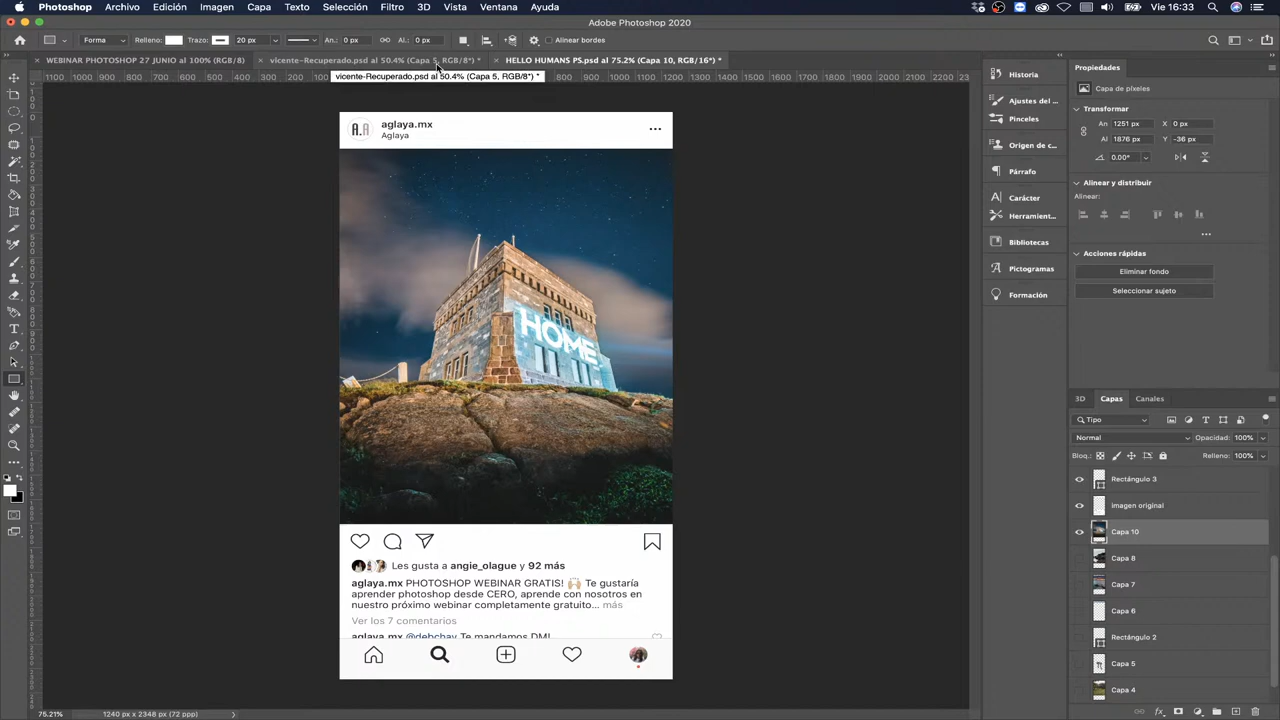 Photoshop Archivo Edición Imagen Capa Texto Selección Filtro 3D Vista Ventana Ayuda Vie 16:33
Adobe Photoshop 2020
Forma Relleno: Trazo: 20 px An.: 0 px Al.: 0 px Alinear bordes
WEBINAR PHOTOSHOP 27 JUNIO al 100% (RGB/8) vicente-Recuperado.psd al 50.4% (Capa 5, RGB/8*) * HELLO HUMANS PS.psd al 75.2% (Capa 10, RGB/16*) *
vicente-Recuperado.psd al 50.4% (Capa 5, RGB/8*) *
aglaya.mx
Aglaya
HOME
Les gusta a angie_olague y 92 más
aglaya.mx PHOTOSHOP WEBINAR GRATIS! 🙌🏼 Te gustaría
aprender photoshop desde CERO, aprende con nosotros en
nuestro próximo webinar completamente gratuito... más
Ver los 7 comentarios
aglaya.mx @debcbay Te mandamos DM!
75.21% 1240 px x 2348 px (72 ppp)
Historia
Ajustes del ...
Pinceles
Origen de c...
Párrafo
Carácter
Herramient...
Bibliotecas
Pictogramas
Formación
Propiedades
Capa de píxeles
Transformar
An 1251 px X 0 px
Al 1876 px Y -36 px
0.00°
Alinear y distribuir
Alinear:
Acciones rápidas
Eliminar fondo
Seleccionar sujeto
3D Capas Canales
Tipo
Normal Opacidad: 100%
Bloq.: Relleno: 100%
Rectángulo 3
Imagen original
Capa 10
Capa 8
Capa 7
Capa 6
Rectángulo 2
Capa 5
Capa 4